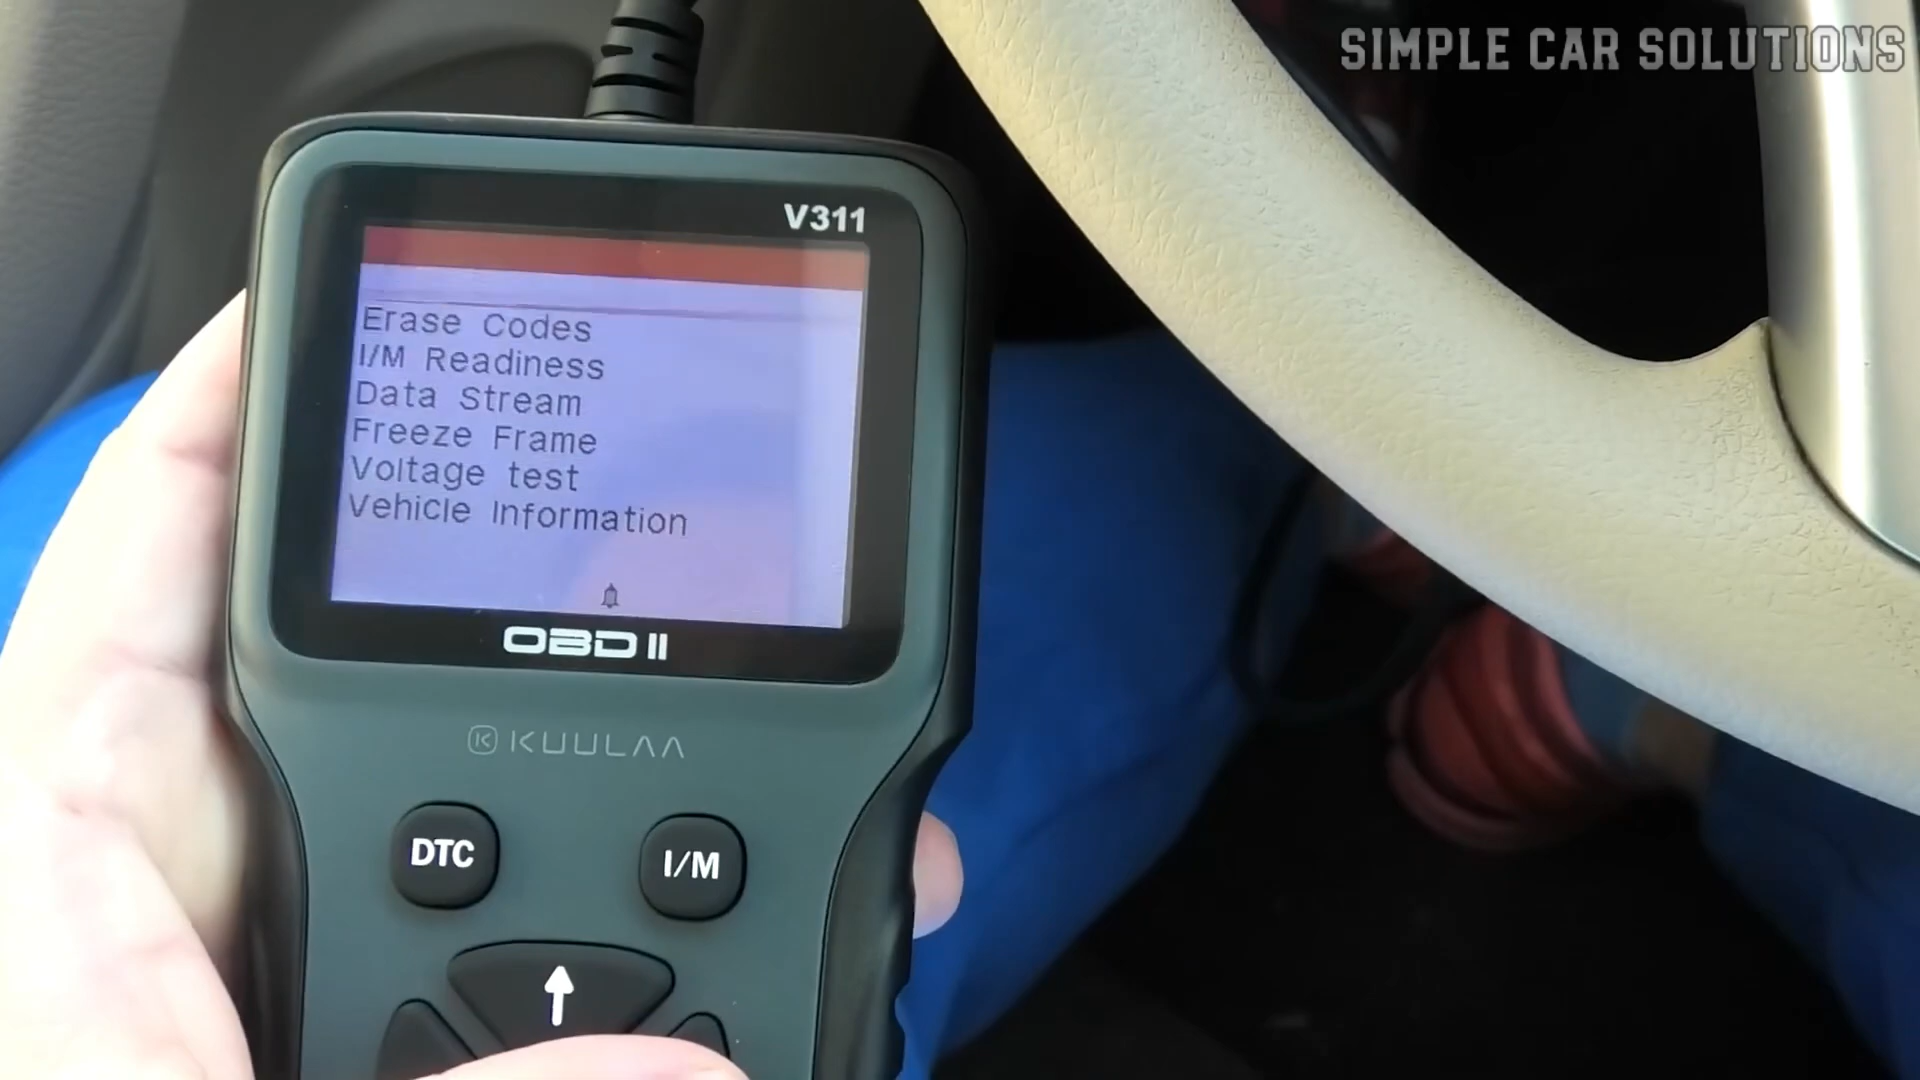 SIMPLE CAR SOLUTIONS
V311
Erase Codes
I/M Readiness
Data Stream
Freeze Frame
Voltage test
Vehicle Information
OBD II
K KUULAA
DTC
I/M